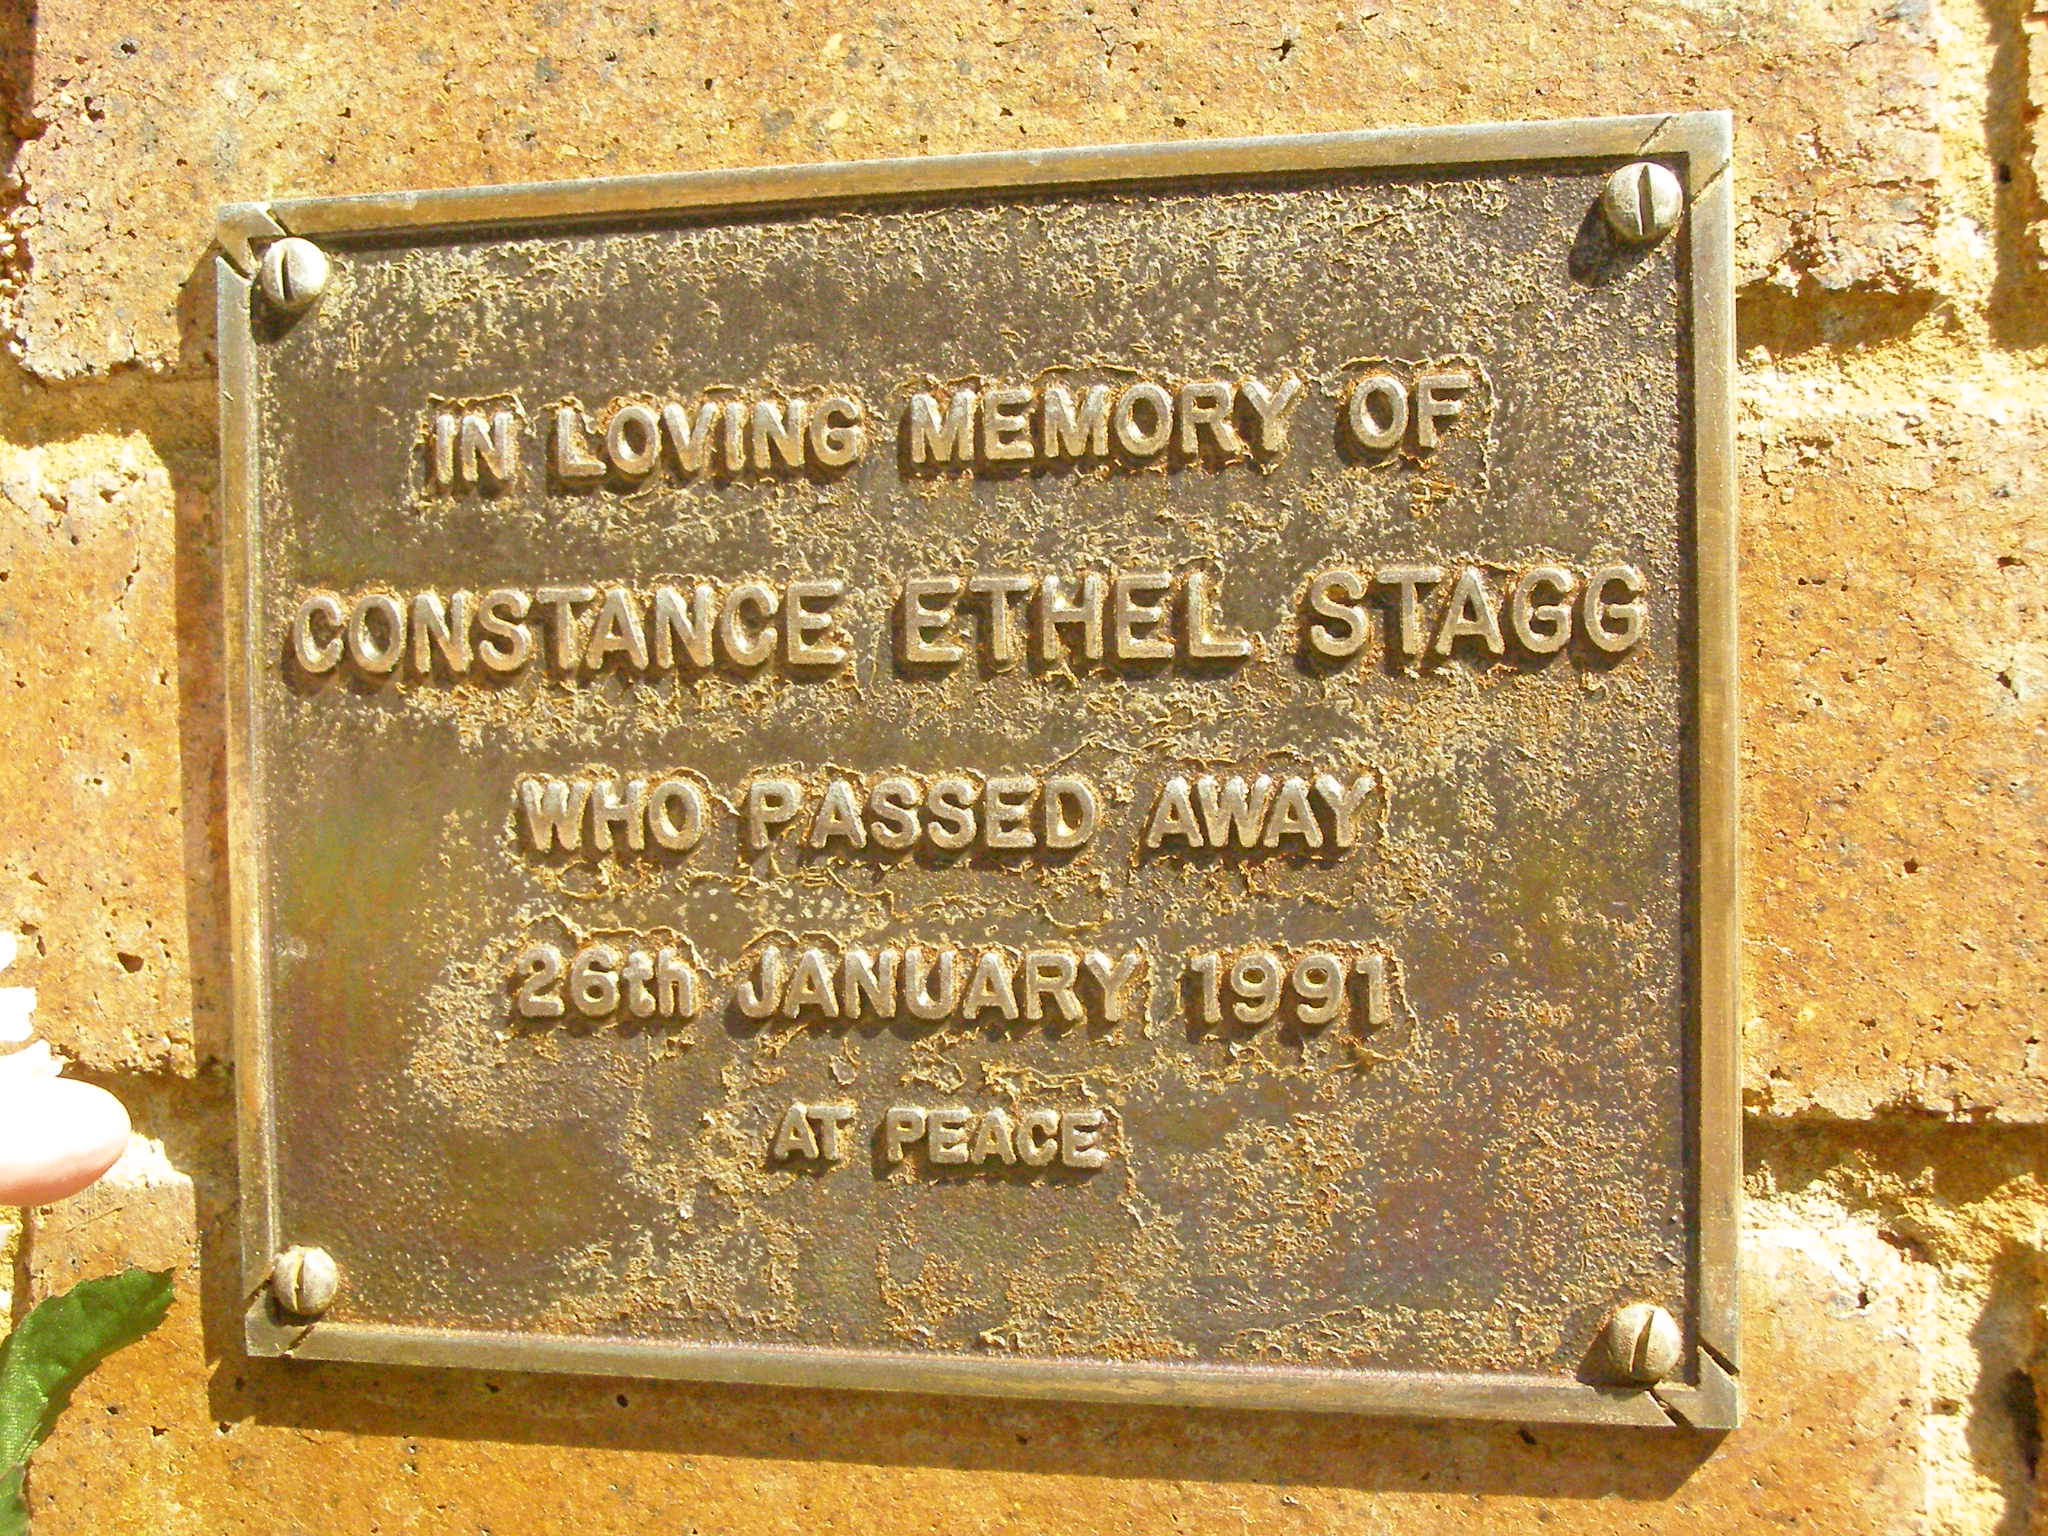 IN LOVING MEMORY OF
CONSTANCE ETHEL STAGG
WHO PASSED AWAY
26th JANUARY 1991
AT PEACE